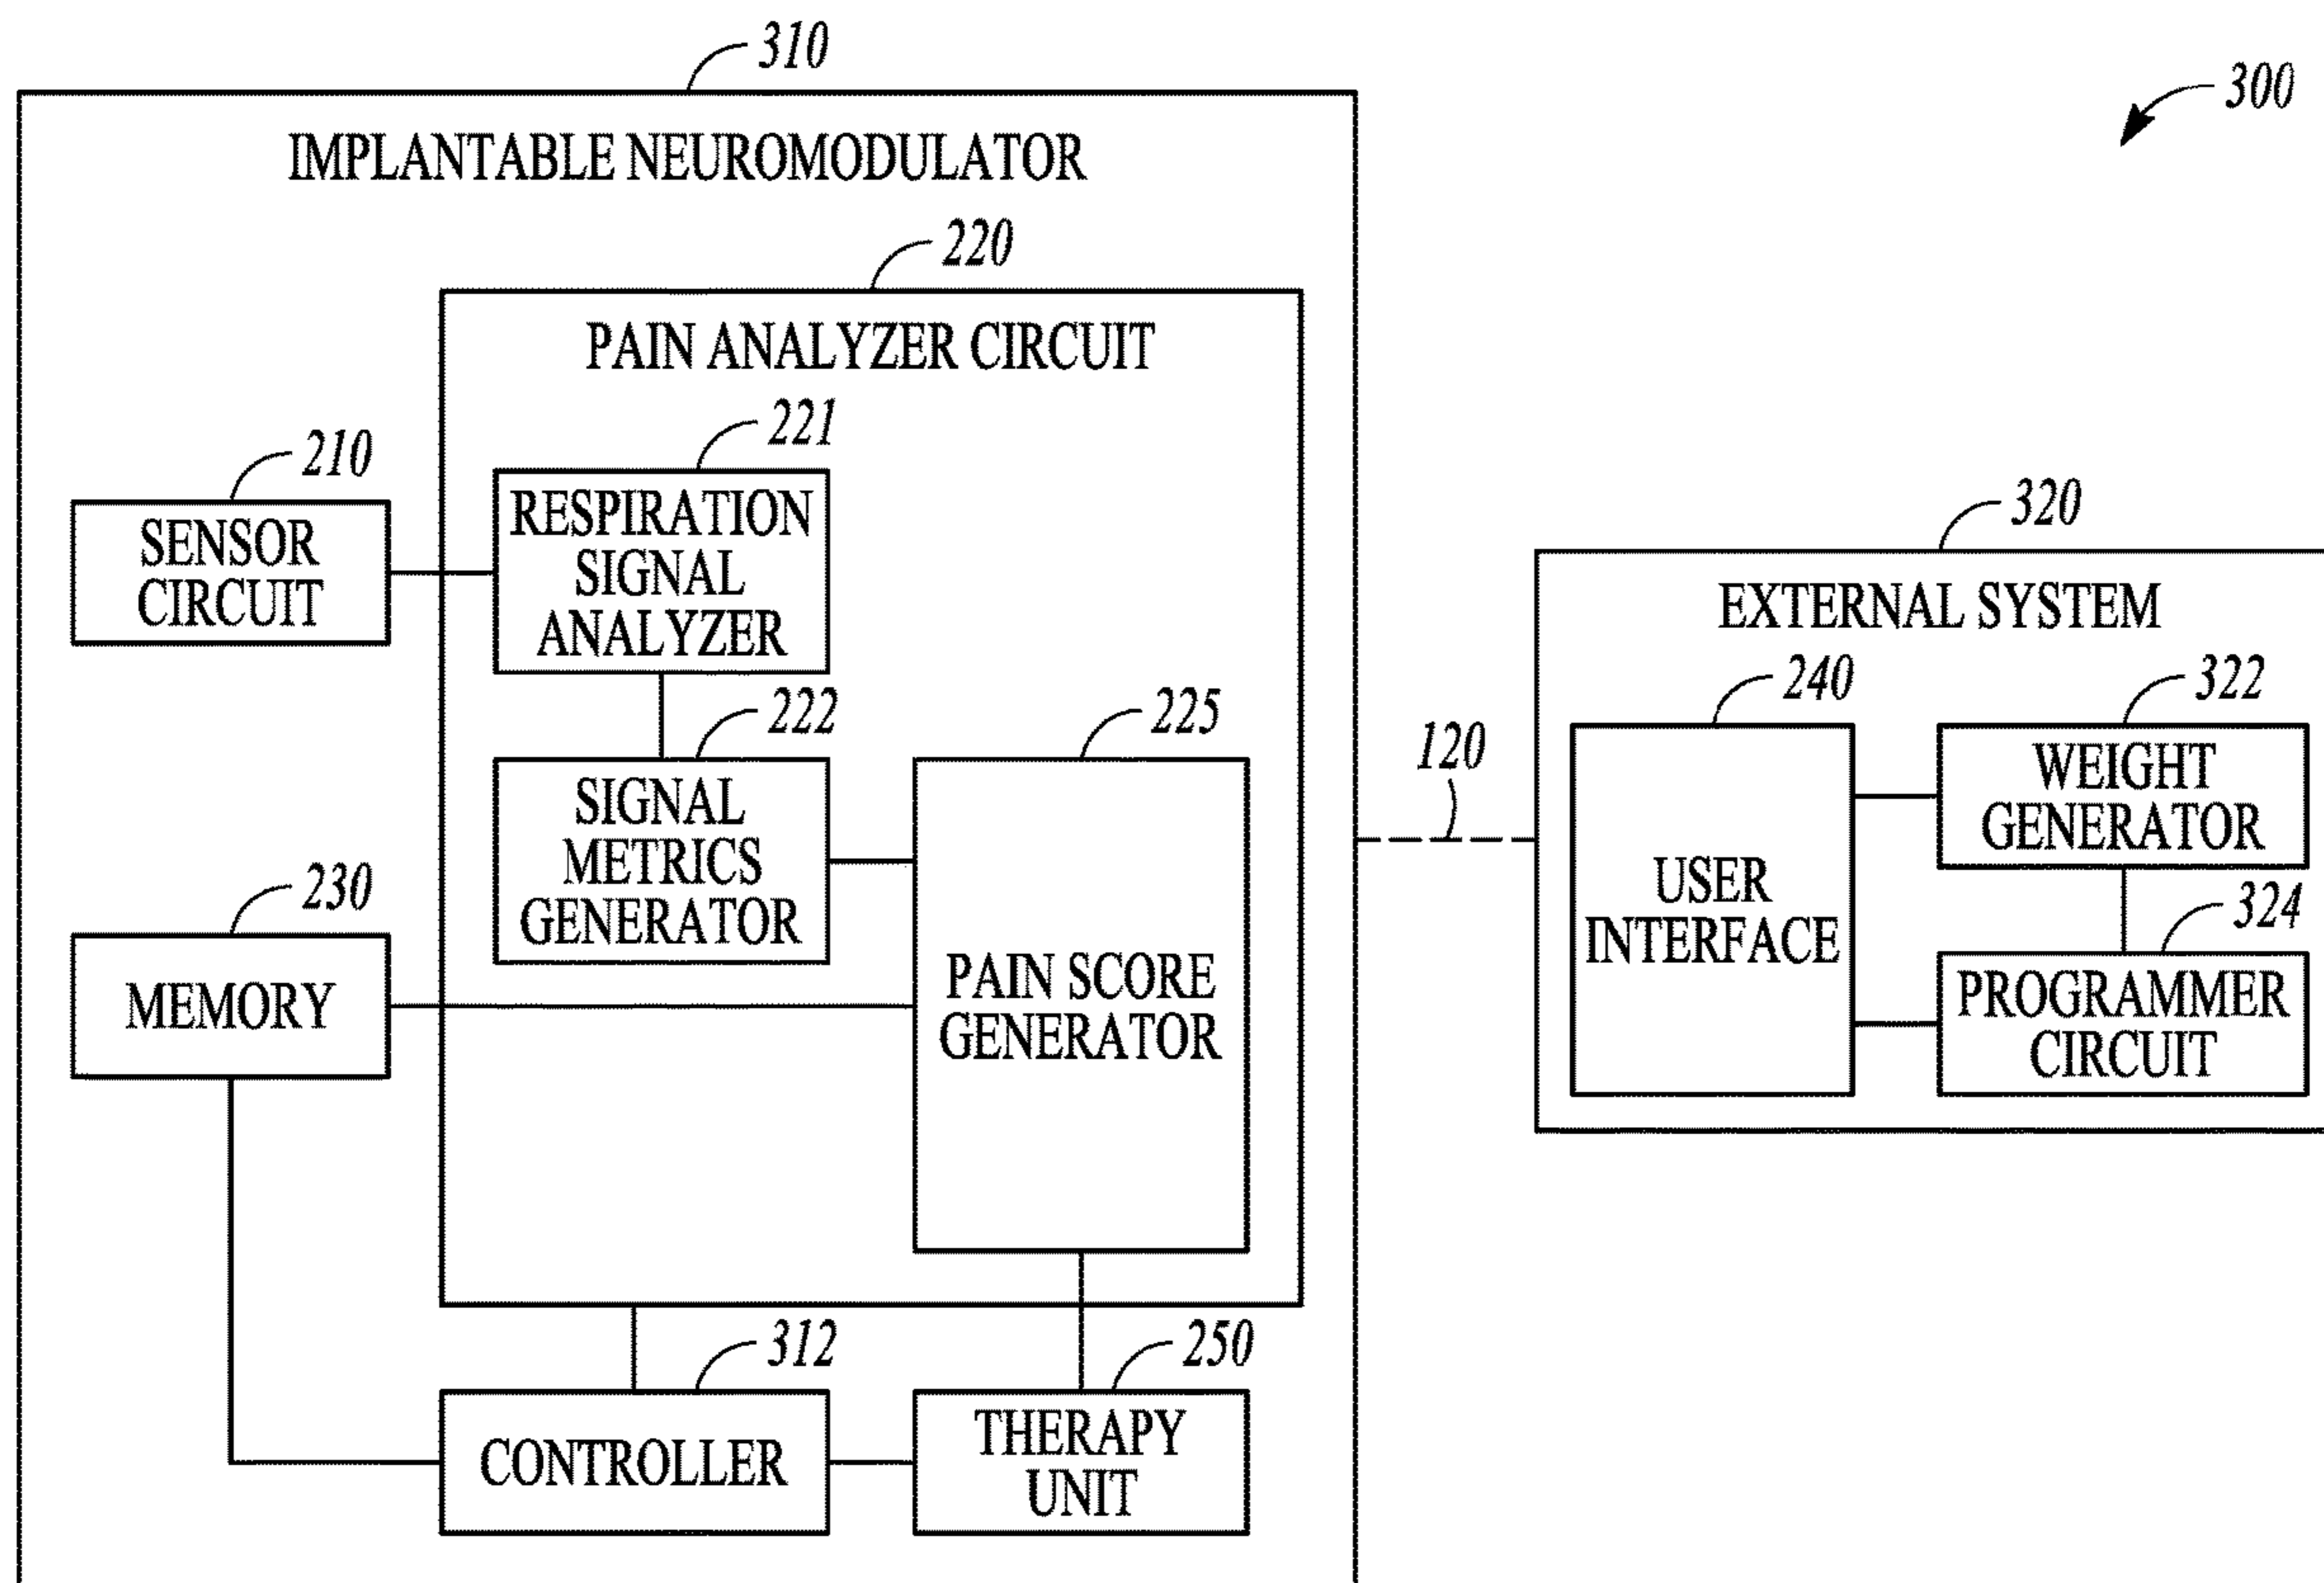 310
300
IMPLANTABLE NEUROMODULATOR
220
PAIN ANALYZER CIRCUIT
221
210
RESPIRATION
SIGNAL
ANALYZER
SENSOR
CIRCUIT
222
225
SIGNAL
METRICS
GENERATOR
230
MEMORY
PAIN SCORE
GENERATOR
312
250
CONTROLLER
THERAPY
UNIT
120
320
EXTERNAL SYSTEM
240
322
USER
INTERFACE
WEIGHT
GENERATOR
324
PROGRAMMER
CIRCUIT